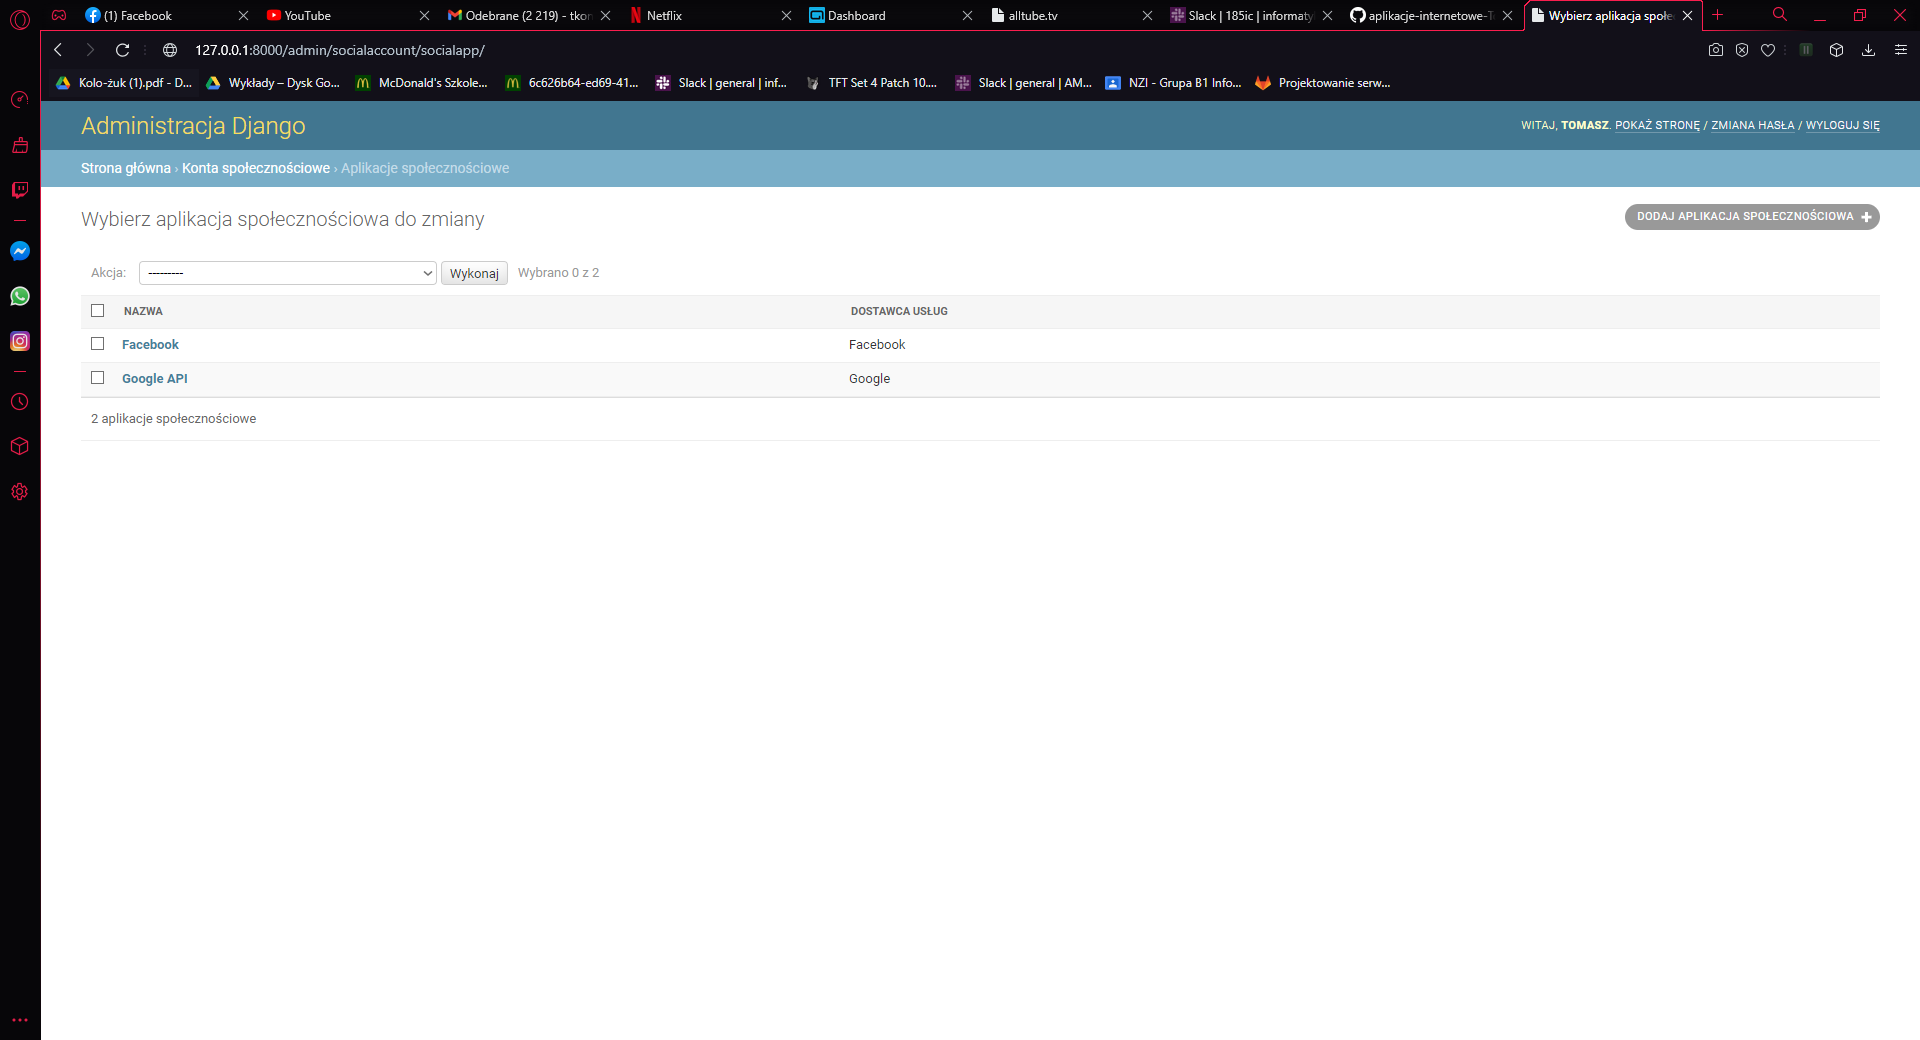 (1) Facebook
YouTube
Odebrane (2 219) - tkon
Netflix
Dashboard
alltube.tv
Slack | 185ic | informaty
aplikacje-internetowe-T
Wybierz aplikacja społe
127.0.0.1:8000/admin/socialaccount/socialapp/
Kolo-żuk (1).pdf - D...
Wykłady – Dysk Go...
McDonald's Szkole...
6c626b64-ed69-41...
Slack | general | inf...
TFT Set 4 Patch 10....
Slack | general | AM...
NZI - Grupa B1 Info...
Projektowanie serw...
Administracja Django
WITAJ, TOMASZ. POKAŻ STRONĘ / ZMIANA HASŁA / WYLOGUJ SIĘ
Strona główna › Konta społecznościowe › Aplikacje społecznościowe
Wybierz aplikacja społecznościowa do zmiany
DODAJ APLIKACJA SPOŁECZNOŚCIOWA
Akcja: --------- Wykonaj Wybrano 0 z 2
NAZWA DOSTAWCA USŁUG
Facebook Facebook
Google API Google
2 aplikacje społecznościowe